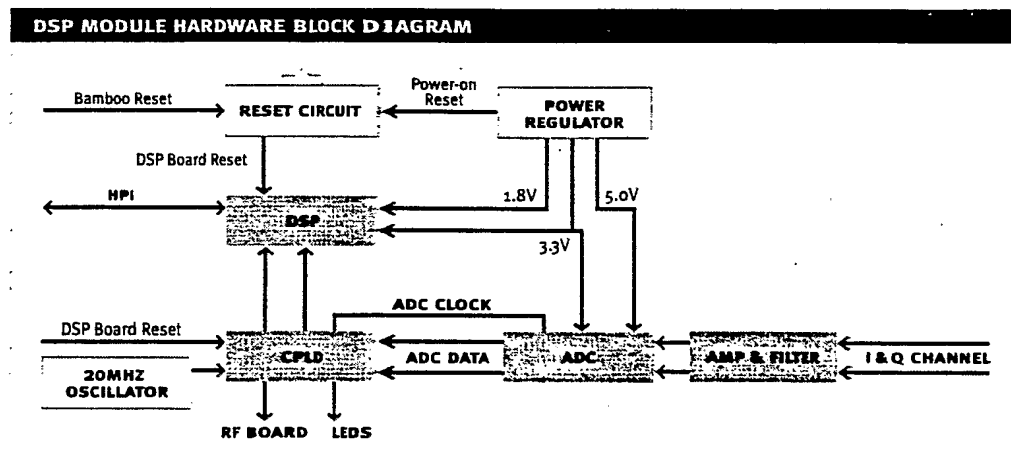 DSP MODULE HARDWARE BLOCK DIAGRAM
Bamboo Reset
RESET CIRCUIT
Power-on
Reset
POWER
REGULATOR
DSP Board Reset
HPI
DSP
1.8V
5.0V
3.3V
ADC CLOCK
DSP Board Reset
CPLD
ADC DATA
ADC
AMP & FILTER
I & Q CHANNEL
20MHZ
OSCILLATOR
RF BOARD
LEDS